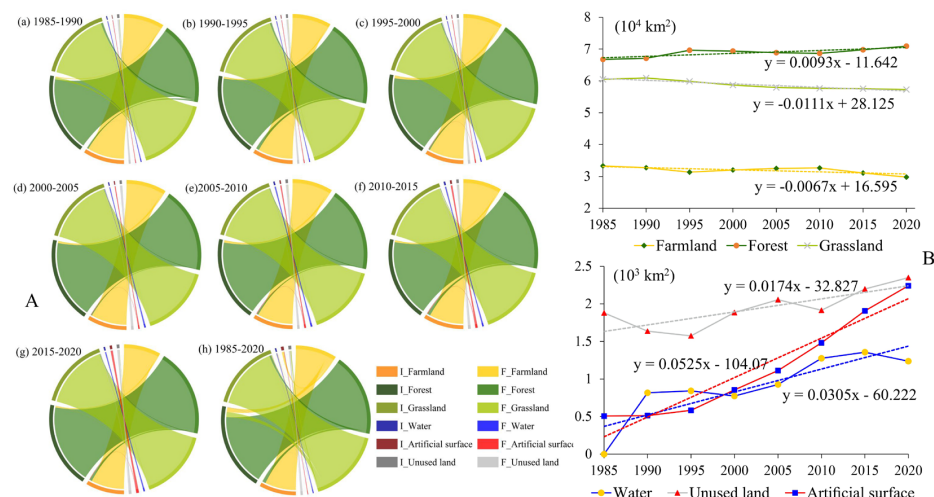 (a) 1985-1990
(b) 1990-1995
(c) 1995-2000
(d) 2000-2005
(e)2005-2010
(f) 2010-2015
A
(g) 2015-2020
(h) 1985-2020
I_Farmland
F_Farmland
I_Forest
F_Forest
I_Grassland
F_Grassland
I_Water
F_Water
I_Artificial surface
F_Artificial surface
I_Unused land
F_Unused land
(10⁴ km²)
8
7
6
5
4
3
2
y = 0.0093x - 11.642
y = -0.0111x + 28.125
y = -0.0067x + 16.595
1985 1990 1995 2000 2005 2010 2015 2020
Farmland Forest Grassland
B
(10³ km²)
2.5
2
1.5
1
0.5
0
y = 0.0174x - 32.827
y = 0.0525x - 104.07
y = 0.0305x - 60.222
1985 1990 1995 2000 2005 2010 2015 2020
Water Unused land Artificial surface